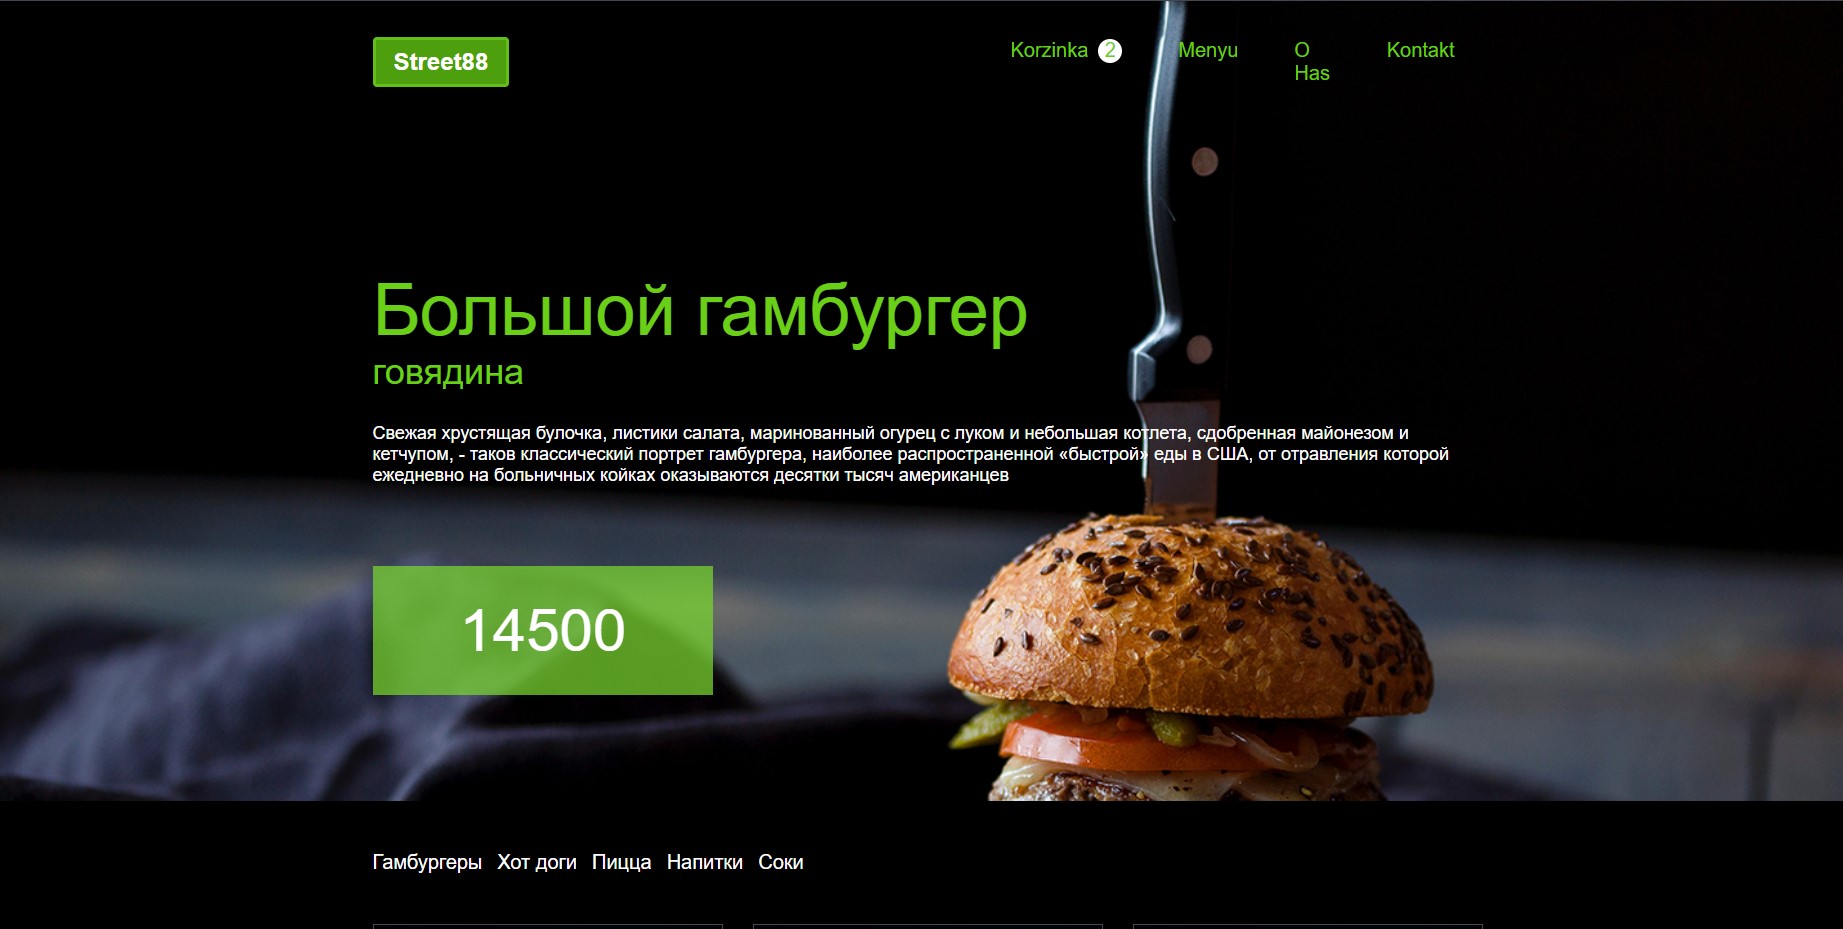 Street88
Korzinka 2 Menyu O Has Kontakt
Большой гамбургер
говядина
Свежая хрустящая булочка, листики салата, маринованный огурец с луком и небольшая котлета, сдобренная майонезом и
кетчупом, - таков классический портрет гамбургера, наиболее распространенной «быстрой» еды в США, от отравления которой
ежедневно на больничных койках оказываются десятки тысяч американцев
14500
Гамбургеры Хот доги Пицца Напитки Соки